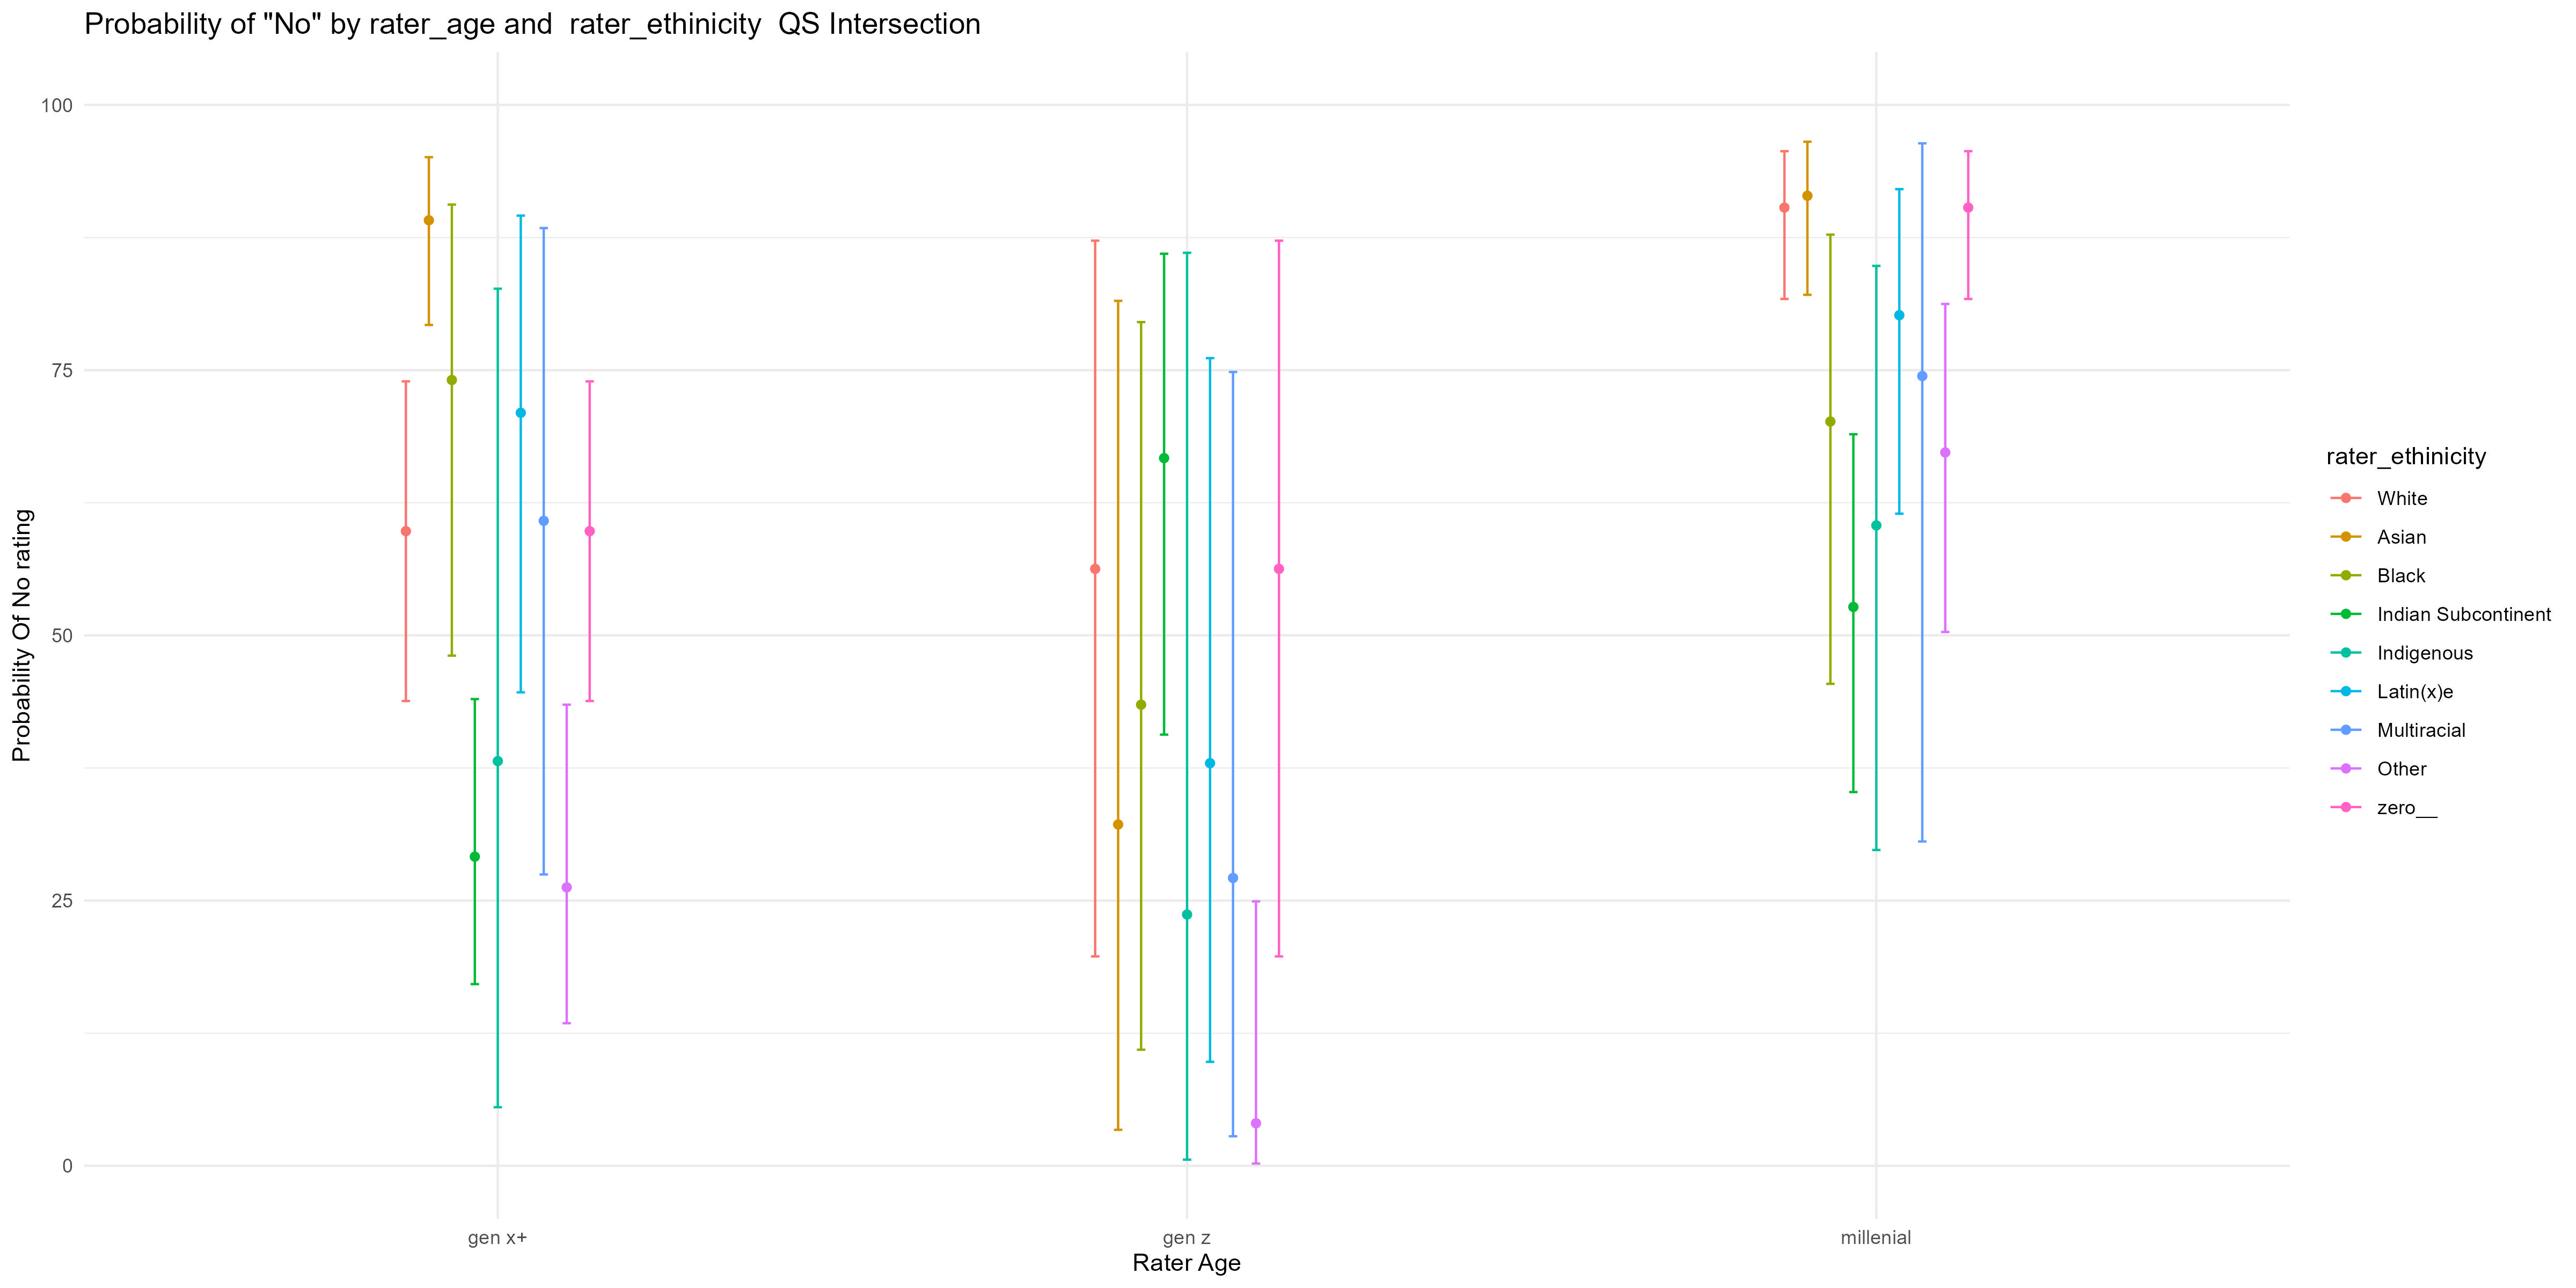 Probability of "No" by rater_age and  rater_ethinicity  QS Intersection
Probability Of No rating
100
75
50
25
0
gen x+
gen z
millenial
Rater Age
rater_ethinicity
White
Asian
Black
Indian Subcontinent
Indigenous
Latin(x)e
Multiracial
Other
zero__